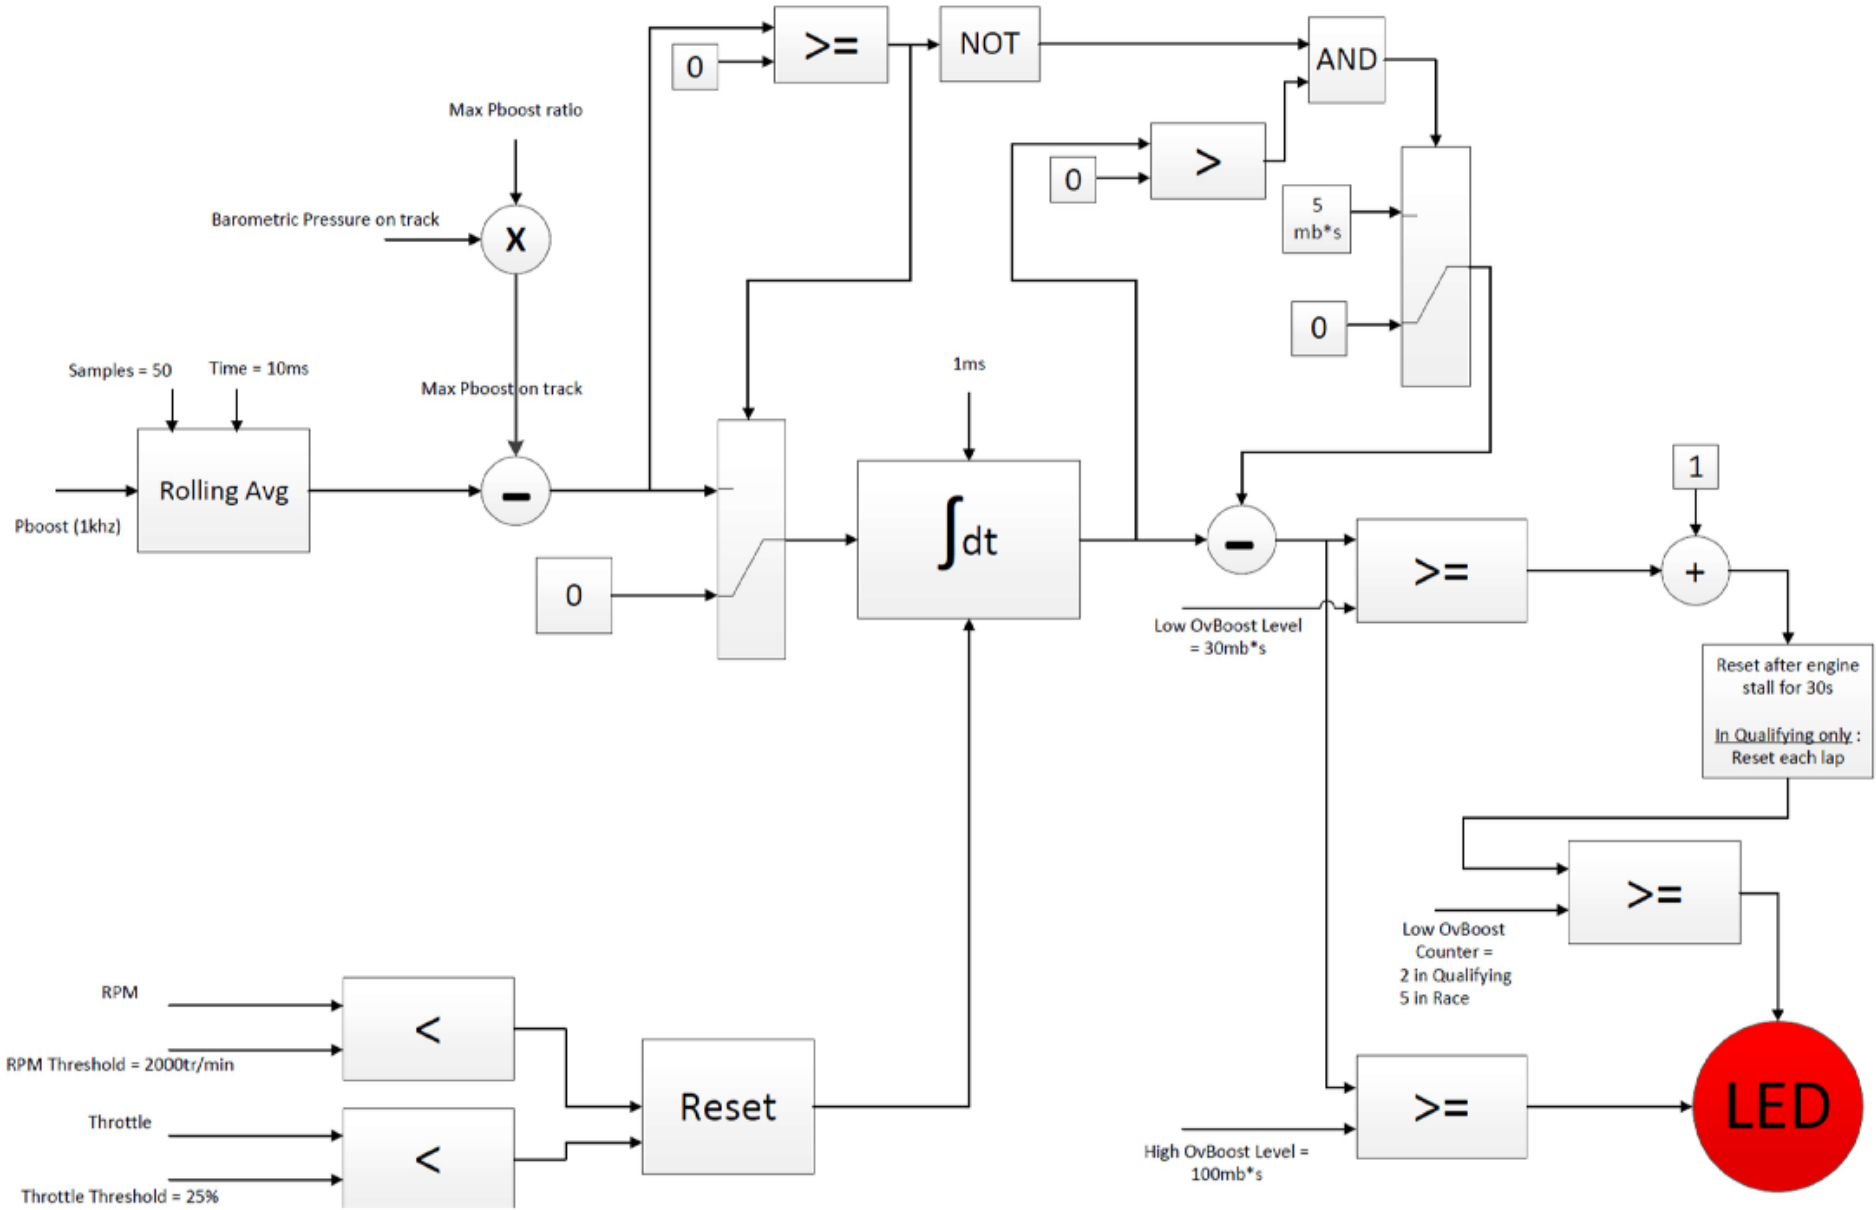 >=
NOT
AND
0
Max Pboost ratio
>
0
5
mb*s
Barometric Pressure on track
X
0
Samples = 50
Time = 10ms
1ms
Max Pboost on track
1
Rolling Avg
-
Pboost (1khz)
∫dt
-
>=
+
0
Low OvBoost Level
= 30mb*s
Reset after engine
stall for 30s
In Qualifying only :
Reset each lap
>=
Low OvBoost
Counter =
2 in Qualifying
5 in Race
RPM
<
RPM Threshold = 2000tr/min
Reset
>=
LED
Throttle
<
High OvBoost Level =
100mb*s
Throttle Threshold = 25%